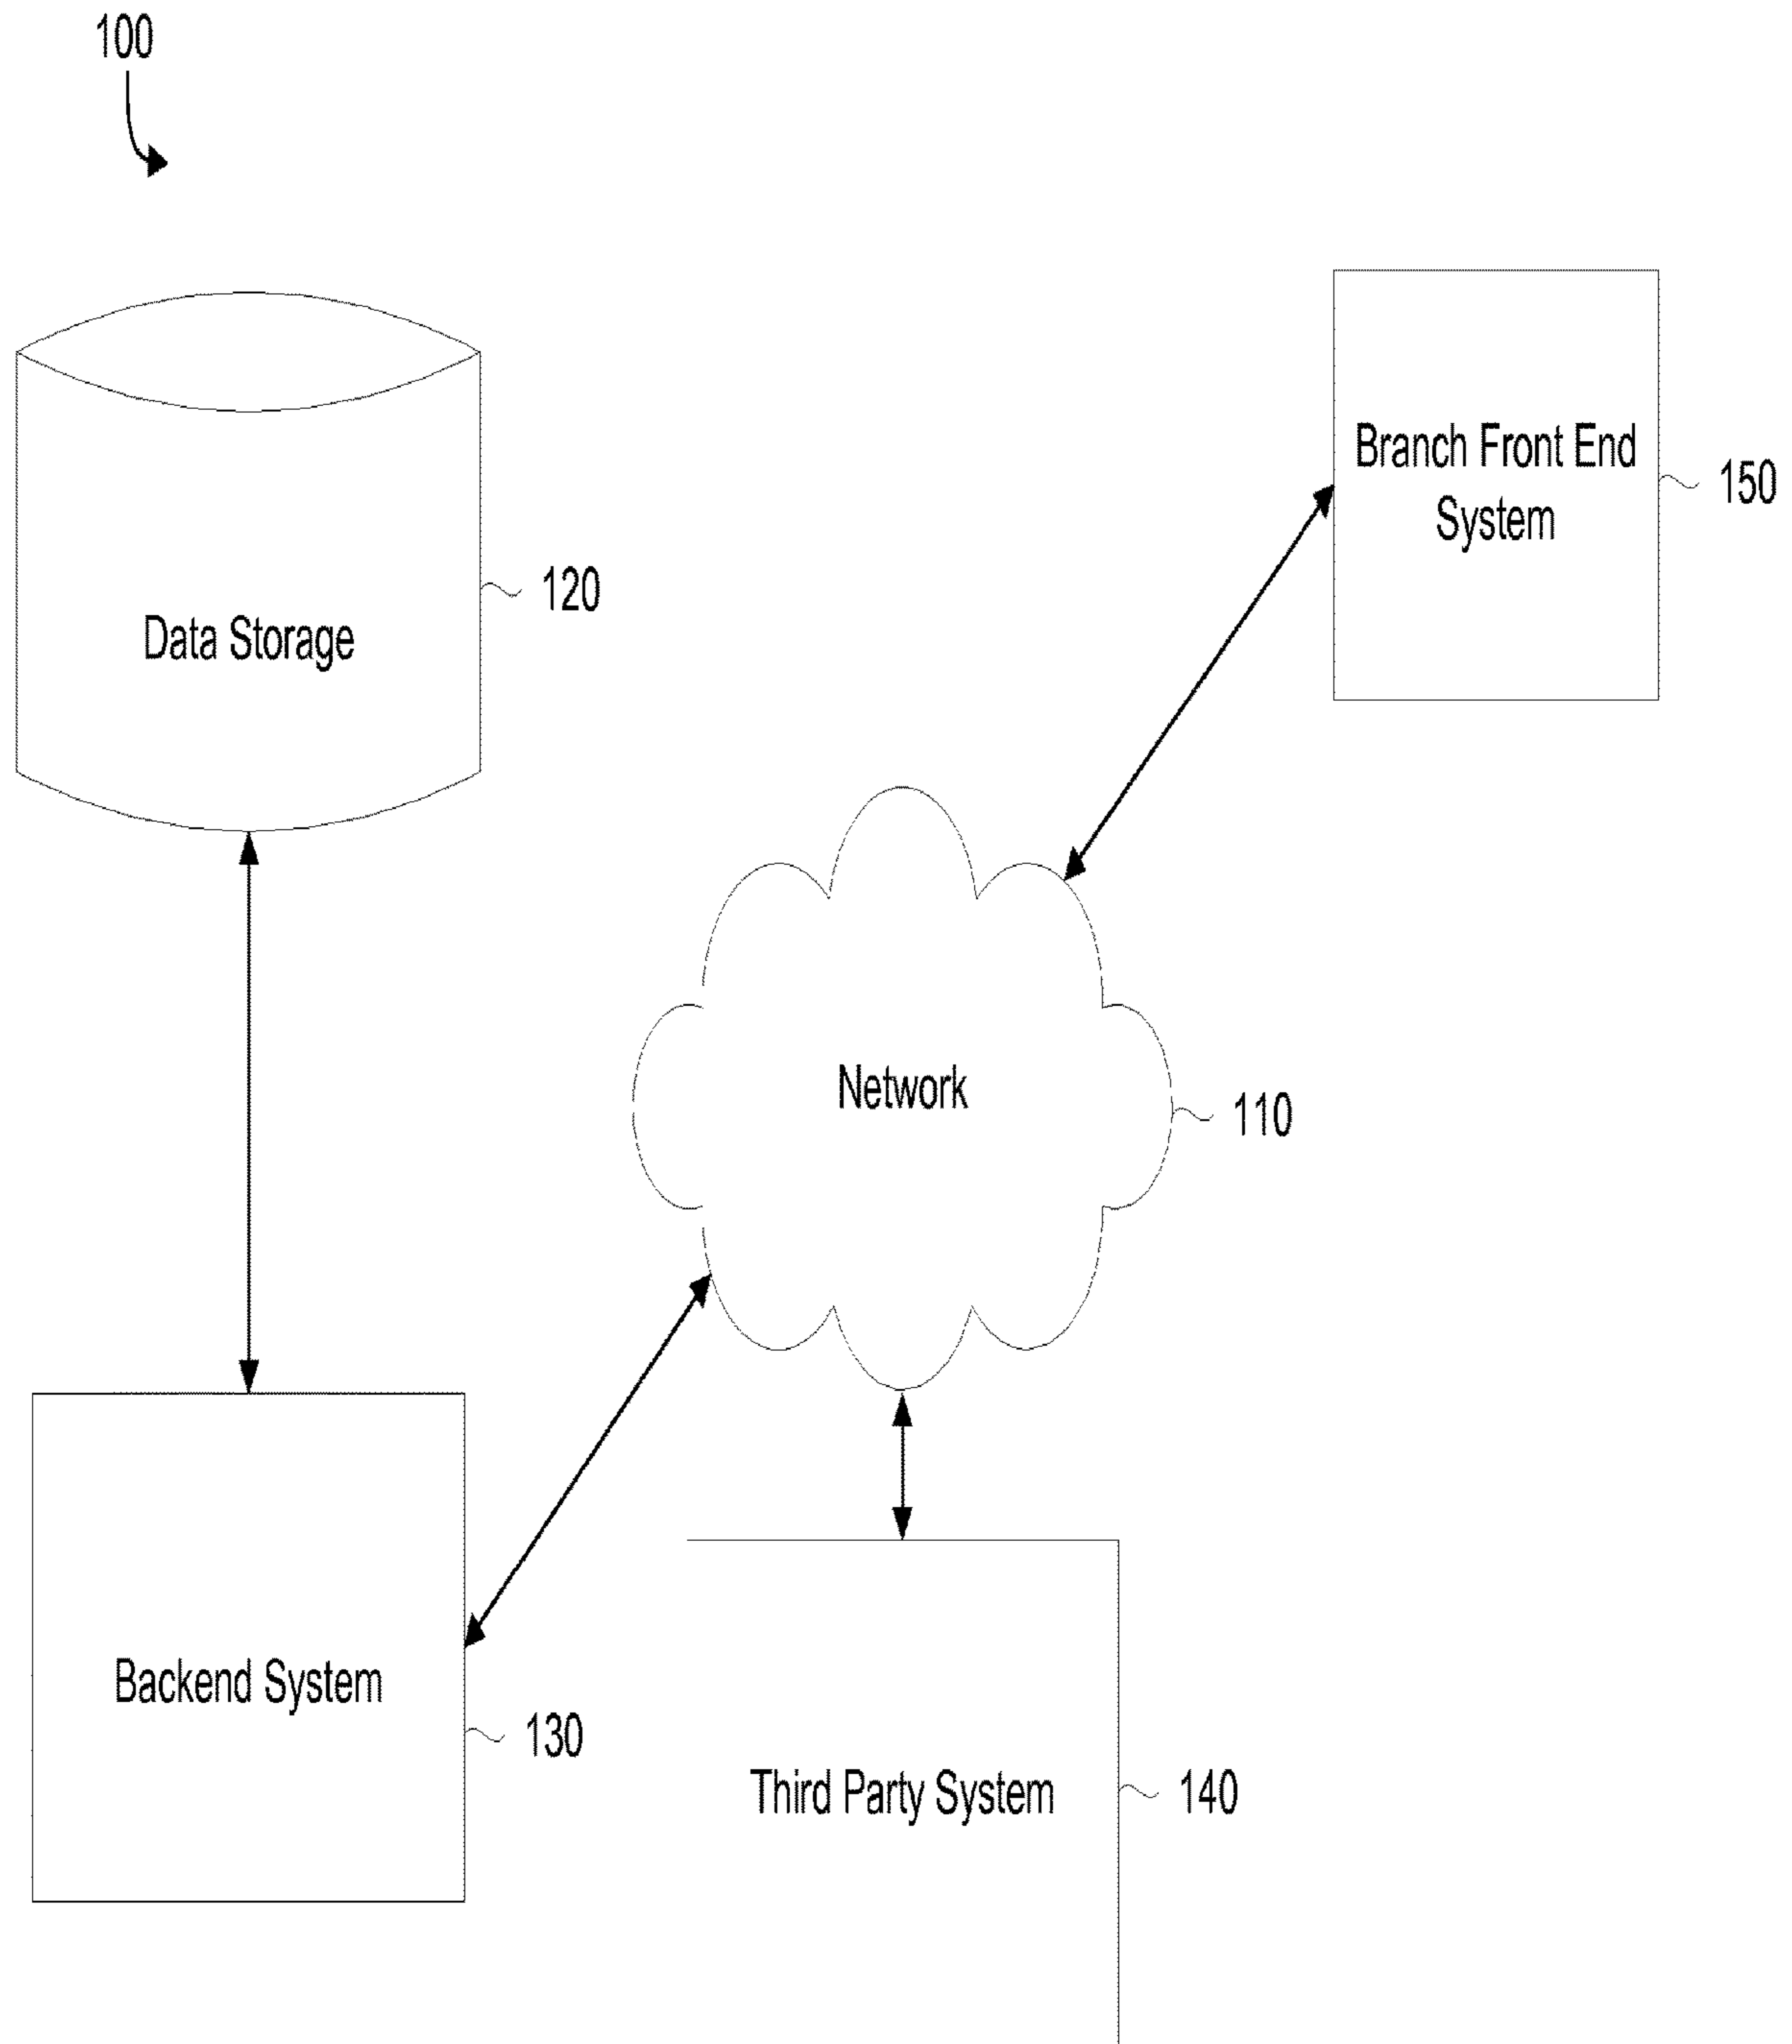 100
Branch Front End
System
150
120
Data Storage
Network
110
Backend System
130
Third Party System
140